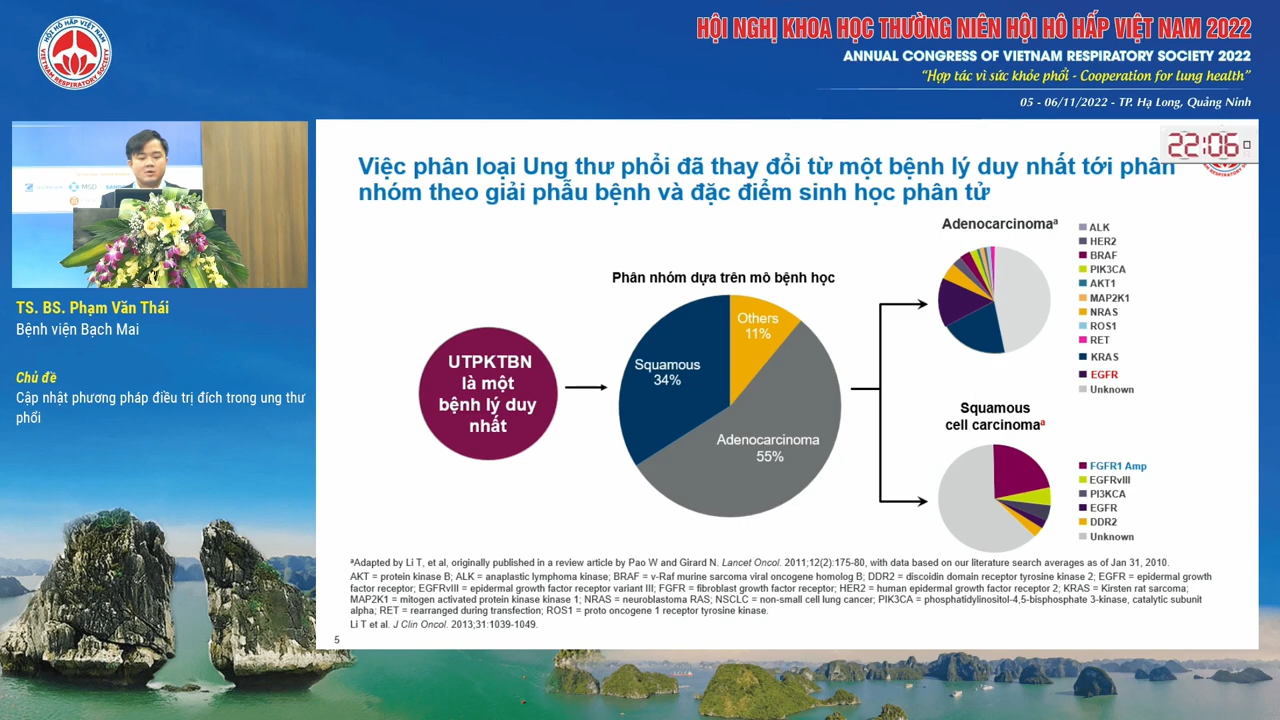 HỘI HÔ HẤP VIỆT NAM
VIETNAM RESPIRATORY SOCIETY
HỘI NGHỊ KHOA HỌC THƯỜNG NIÊN HỘI HÔ HẤP VIỆT NAM 2022
ANNUAL CONGRESS OF VIETNAM RESPIRATORY SOCIETY 2022
“Hợp tác vì sức khỏe phổi - Cooperation for lung health”
05 - 06/11/2022 - TP. Hạ Long, Quảng Ninh
MSD
TS. BS. Phạm Văn Thái
Bệnh viện Bạch Mai
Chủ đề
Cập nhật phương pháp điều trị đích trong ung thư
phổi
22:06
Việc phân loại Ung thư phổi đã thay đổi từ một bệnh lý duy nhất tới phân
nhóm theo giải phẫu bệnh và đặc điểm sinh học phân tử
UTPKTBN
là một
bệnh lý duy
nhất
Phân nhóm dựa trên mô bệnh học
Others
11%
Squamous
34%
Adenocarcinoma
55%
Adenocarcinomaª
ALK
HER2
BRAF
PIK3CA
AKT1
MAP2K1
NRAS
ROS1
RET
KRAS
EGFR
Unknown
Squamous
cell carcinomaª
FGFR1 Amp
EGFRvIII
PI3KCA
EGFR
DDR2
Unknown
ªAdapted by Li T, et al, originally published in a review article by Pao W and Girard N. Lancet Oncol. 2011;12(2):175-80, with data based on our literature search averages as of Jan 31, 2010.
AKT = protein kinase B; ALK = anaplastic lymphoma kinase; BRAF = v-Raf murine sarcoma viral oncogene homolog B; DDR2 = discoidin domain receptor tyrosine kinase 2; EGFR = epidermal growth
factor receptor; EGFRvIII = epidermal growth factor receptor variant III; FGFR = fibroblast growth factor receptor; HER2 = human epidermal growth factor receptor 2; KRAS = Kirsten rat sarcoma;
MAP2K1 = mitogen activated protein kinase kinase 1; NRAS = neuroblastoma RAS; NSCLC = non-small cell lung cancer; PIK3CA = phosphatidylinositol-4,5-bisphosphate 3-kinase, catalytic subunit
alpha; RET = rearranged during transfection; ROS1 = proto oncogene 1 receptor tyrosine kinase.
Li T et al. J Clin Onco. 2013;31:1039-1049.
5